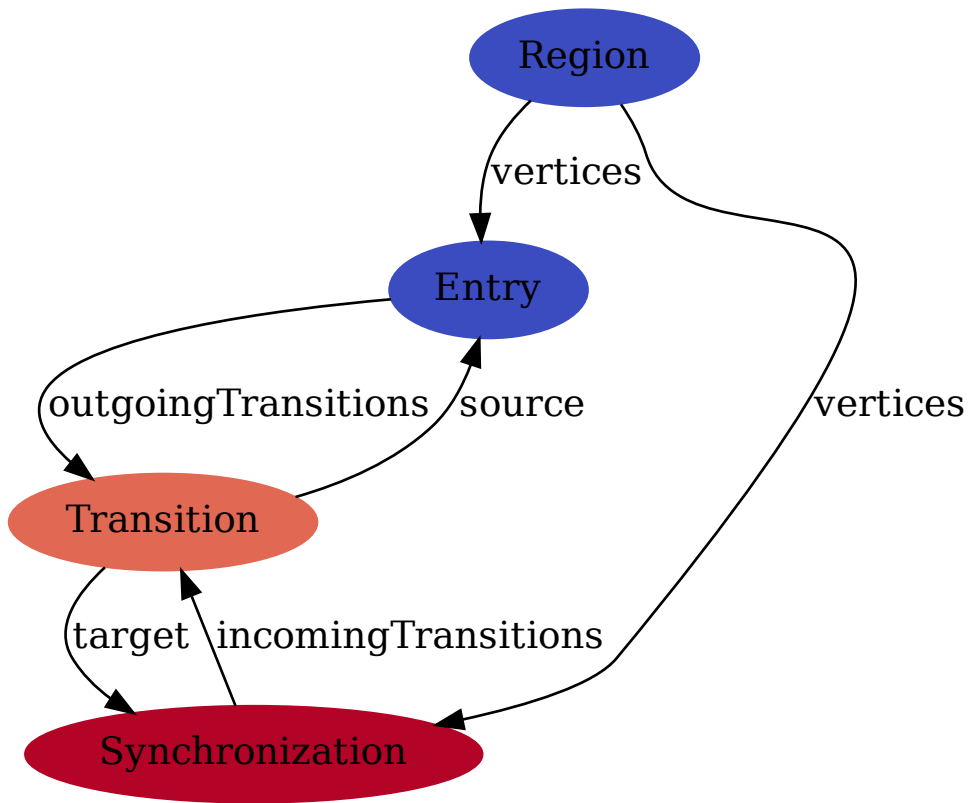 Region
vertices
Entry
outgoingTransitions
source
vertices
Transition
target
incomingTransitions
Synchronization